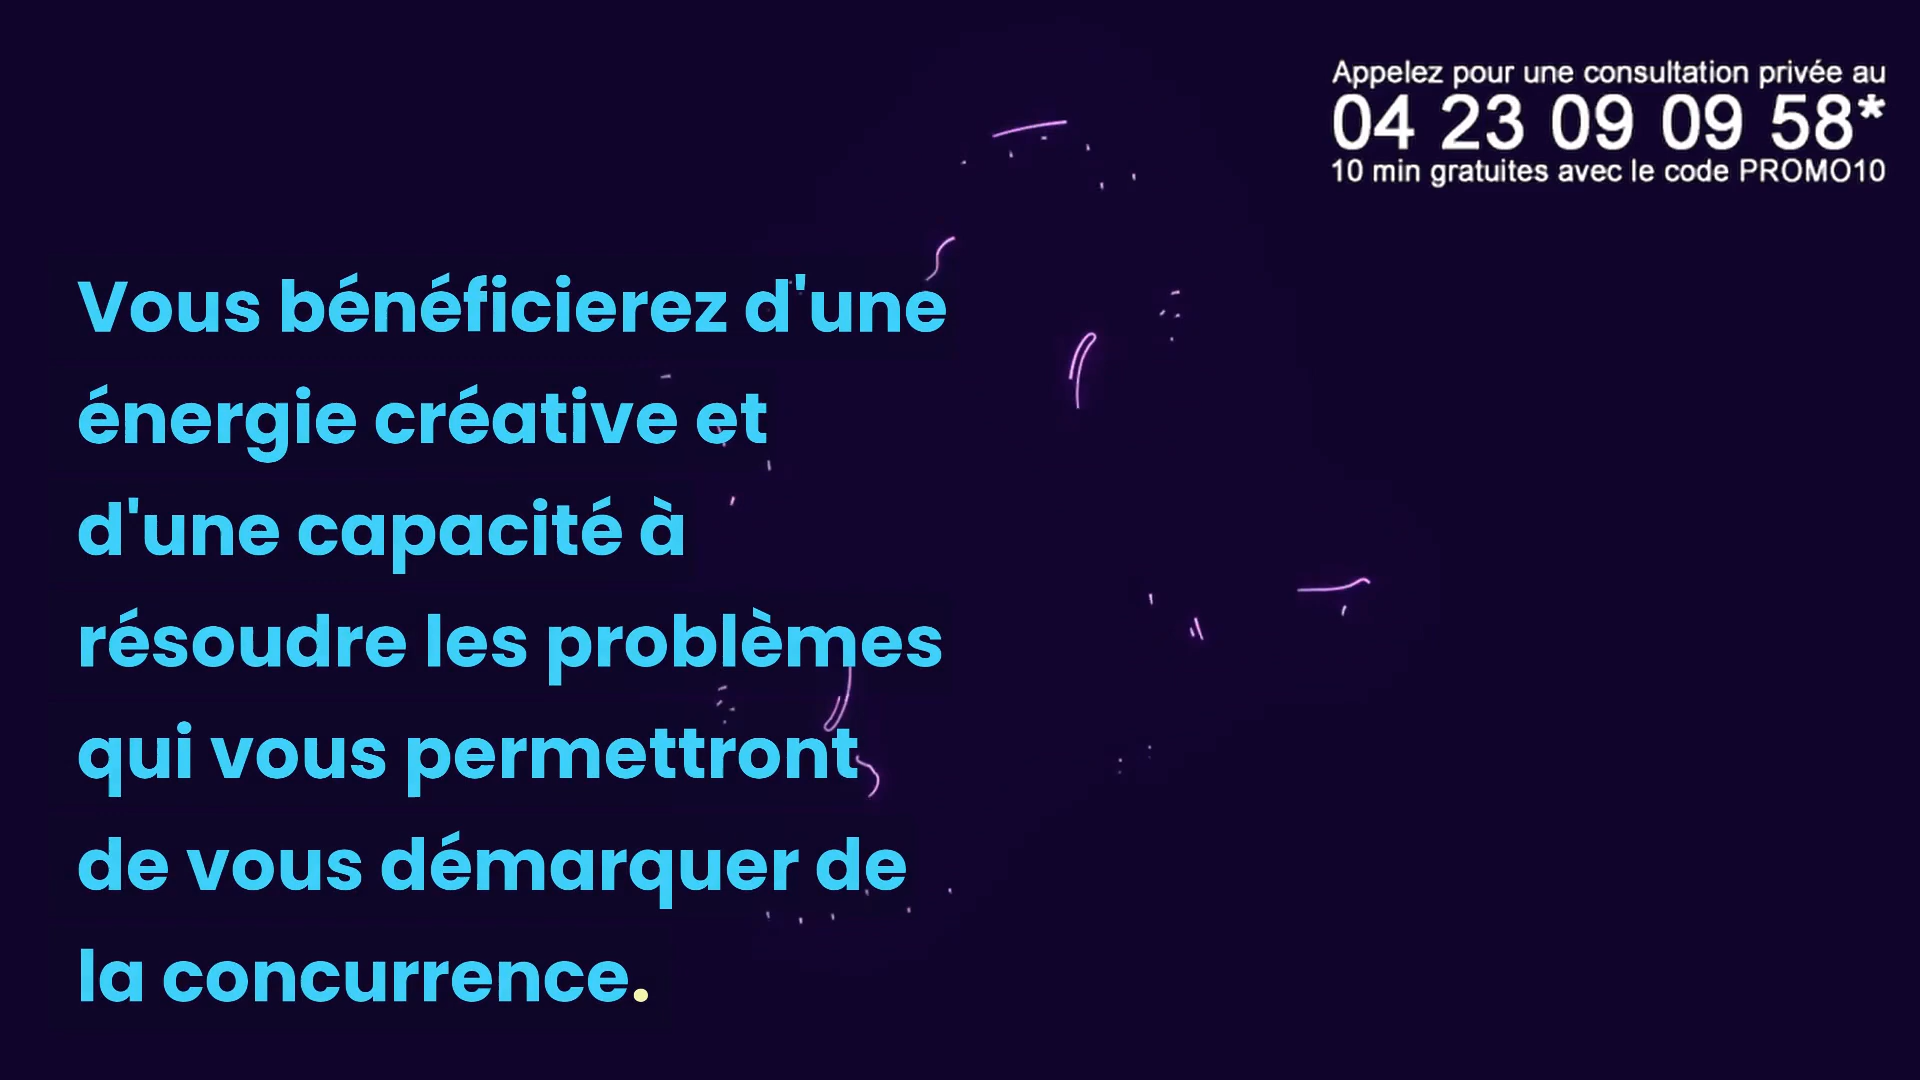 Appelez pour une consultation privée au
04 23 09 09 58*
10 min gratuites avec le code PROMO10
Vous bénéficierez d'une
énergie créative et
d'une capacité à
résoudre les problèmes
qui vous permettront
de vous démarquer de
la concurrence.